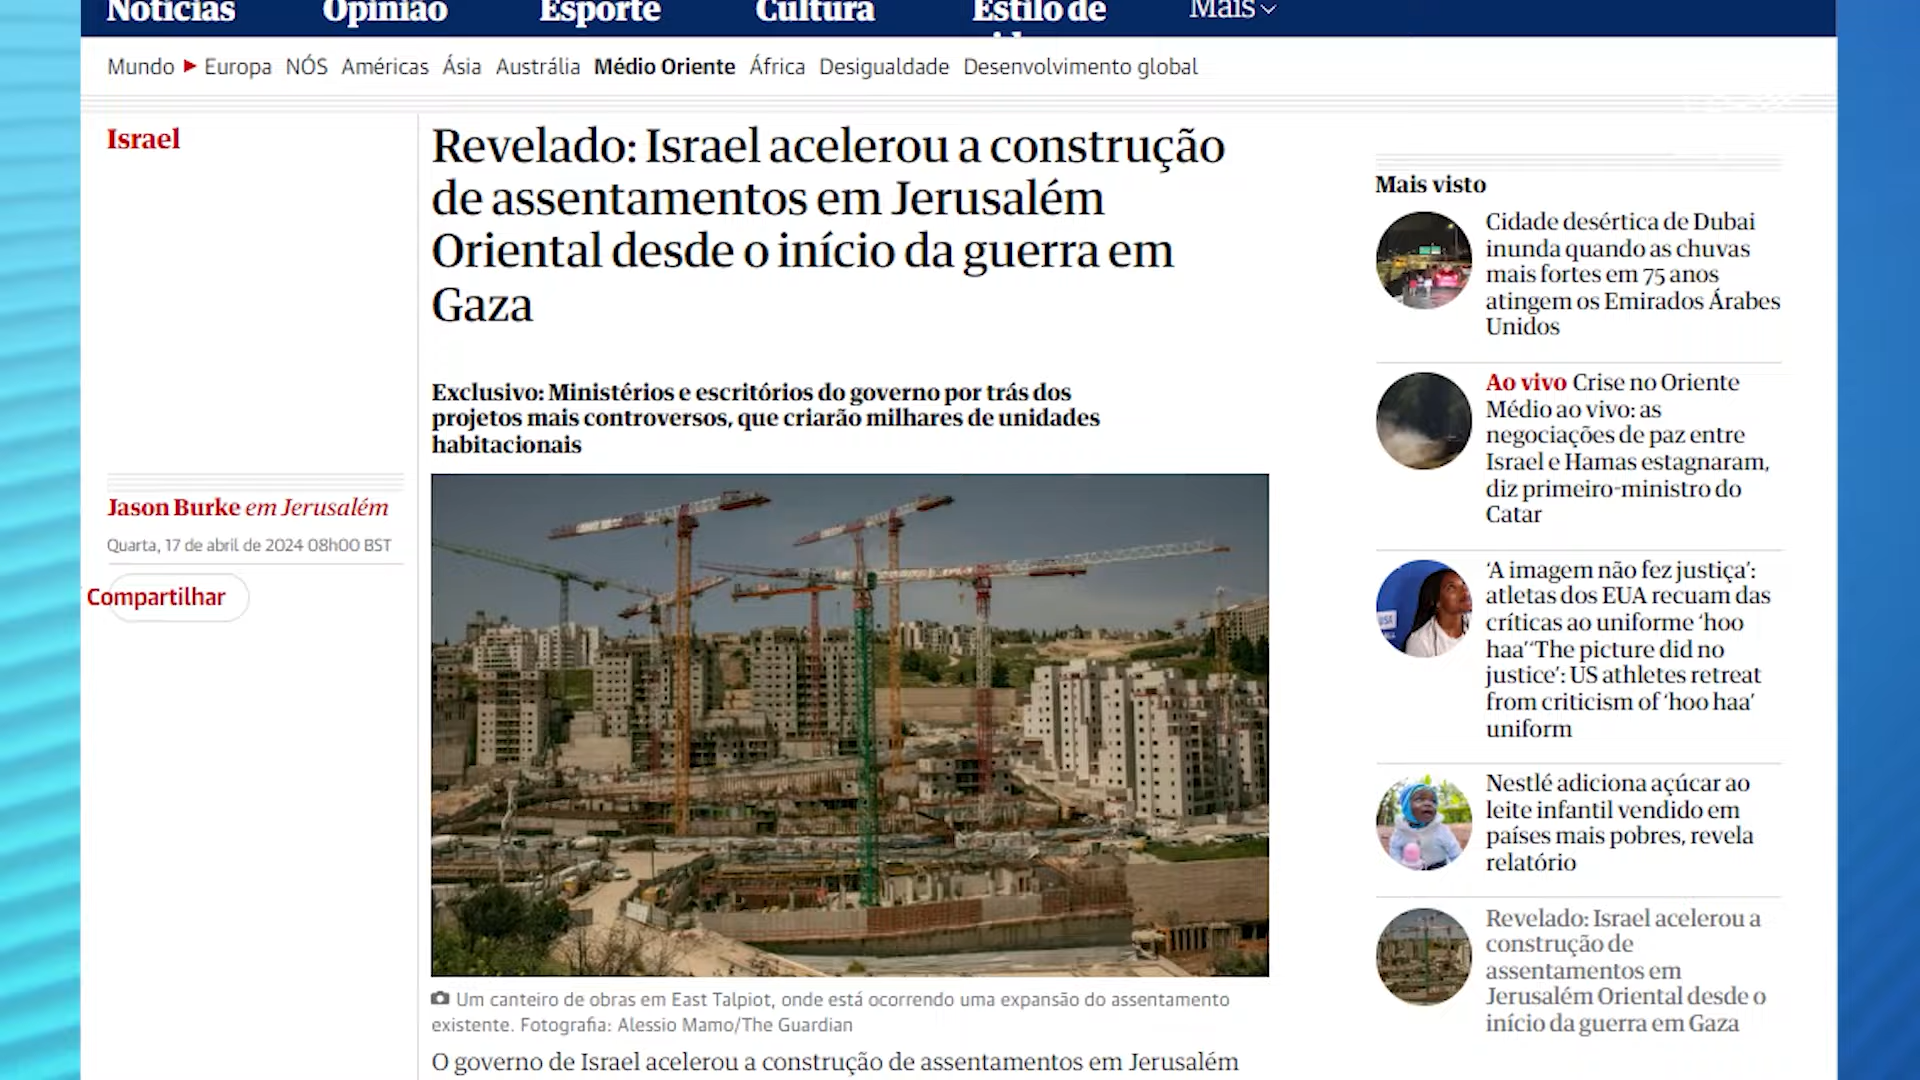 Notícias Opinião Esporte Cultura Estilo de Mais
Mundo Europa NÓS Américas Ásia Austrália Médio Oriente África Desigualdade Desenvolvimento global
Israel
Revelado: Israel acelerou a construção
de assentamentos em Jerusalém
Oriental desde o início da guerra em
Gaza
Exclusivo: Ministérios e escritórios do governo por trás dos
projetos mais controversos, que criarão milhares de unidades
habitacionais
Jason Burke em Jerusalém
Quarta, 17 de abril de 2024 08h00 BST
Compartilhar
Um canteiro de obras em East Talpiot, onde está ocorrendo uma expansão do assentamento
existente. Fotografia: Alessio Mamo/The Guardian
O governo de Israel acelerou a construção de assentamentos em Jerusalém
Mais visto
Cidade desértica de Dubai
inunda quando as chuvas
mais fortes em 75 anos
atingem os Emirados Árabes
Unidos
Ao vivo Crise no Oriente
Médio ao vivo: as
negociações de paz entre
Israel e Hamas estagnaram,
diz primeiro-ministro do
Catar
‘A imagem não fez justiça’:
atletas dos EUA recuam das
críticas ao uniforme ‘hoo
haa’‘The picture did no
justice’: US athletes retreat
from criticism of ‘hoo haa’
uniform
Nestlé adiciona açúcar ao
leite infantil vendido em
países mais pobres, revela
relatório
Revelado: Israel acelerou a
construção de
assentamentos em
Jerusalém Oriental desde o
início da guerra em Gaza